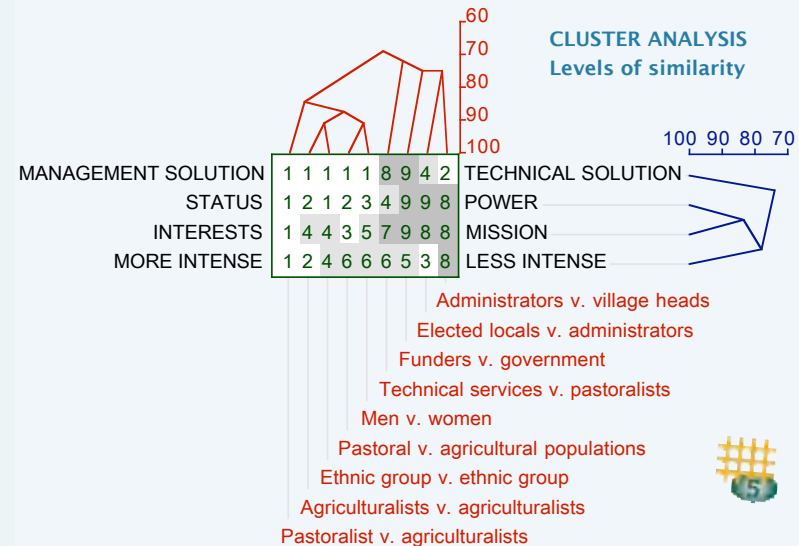 60
70
80
90
100
CLUSTER ANALYSIS
Levels of similarity
100 90 80 70
MANAGEMENT SOLUTION 1 1 1 1 1 8 9 4 2 TECHNICAL SOLUTION
STATUS 1 2 1 2 3 4 9 9 8 POWER
INTERESTS 1 4 4 3 5 7 9 8 8 MISSION
MORE INTENSE 1 2 4 6 6 6 5 3 8 LESS INTENSE
Administrators v. village heads
Elected locals v. administrators
Funders v. government
Technical services v. pastoralists
Men v. women
Pastoral v. agricultural populations
Ethnic group v. ethnic group
Agriculturalists v. agriculturalists
Pastoralist v. agriculturalists
5